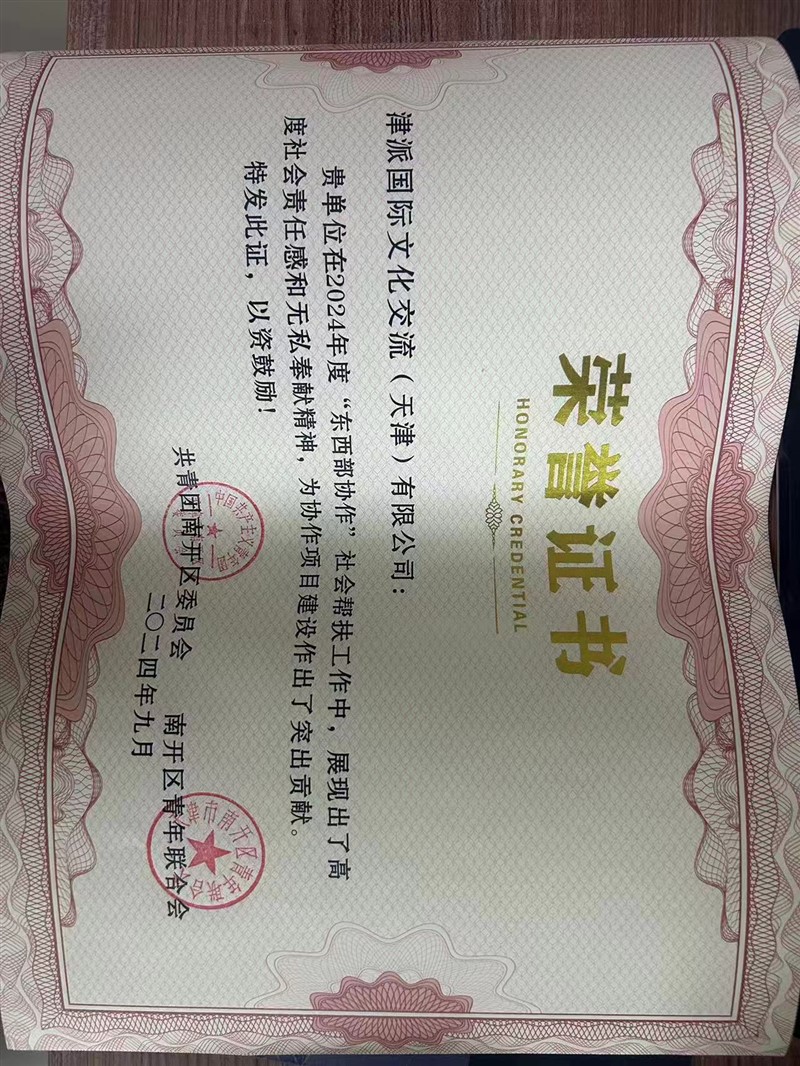 荣誉证书
HONORARY CREDENTIAL
津派国际文化交流（天津）有限公司：
贵单位在2024年度“东西部协作”社会帮扶工作中，展现出了高
度社会责任感和无私奉献精神，为协作项目建设作出了突出贡献。
特发此证，以资鼓励！
共青团南开区委员会 南开区青年联合会
二〇二四年九月